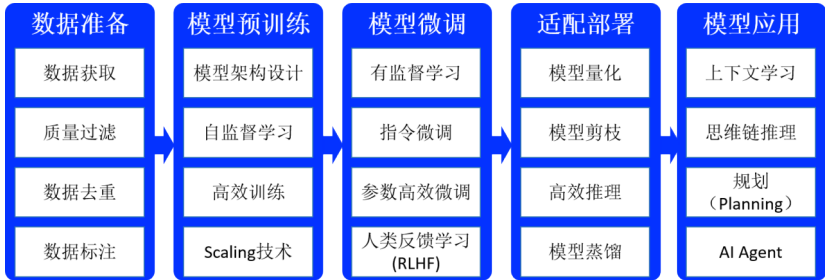 数据准备
数据获取
质量过滤
数据去重
数据标注
模型预训练
模型架构设计
自监督学习
高效训练
Scaling技术
模型微调
有监督学习
指令微调
参数高效微调
人类反馈学习
(RLHF)
适配部署
模型量化
模型剪枝
高效推理
模型蒸馏
模型应用
上下文学习
思维链推理
规划
（Planning）
AI Agent